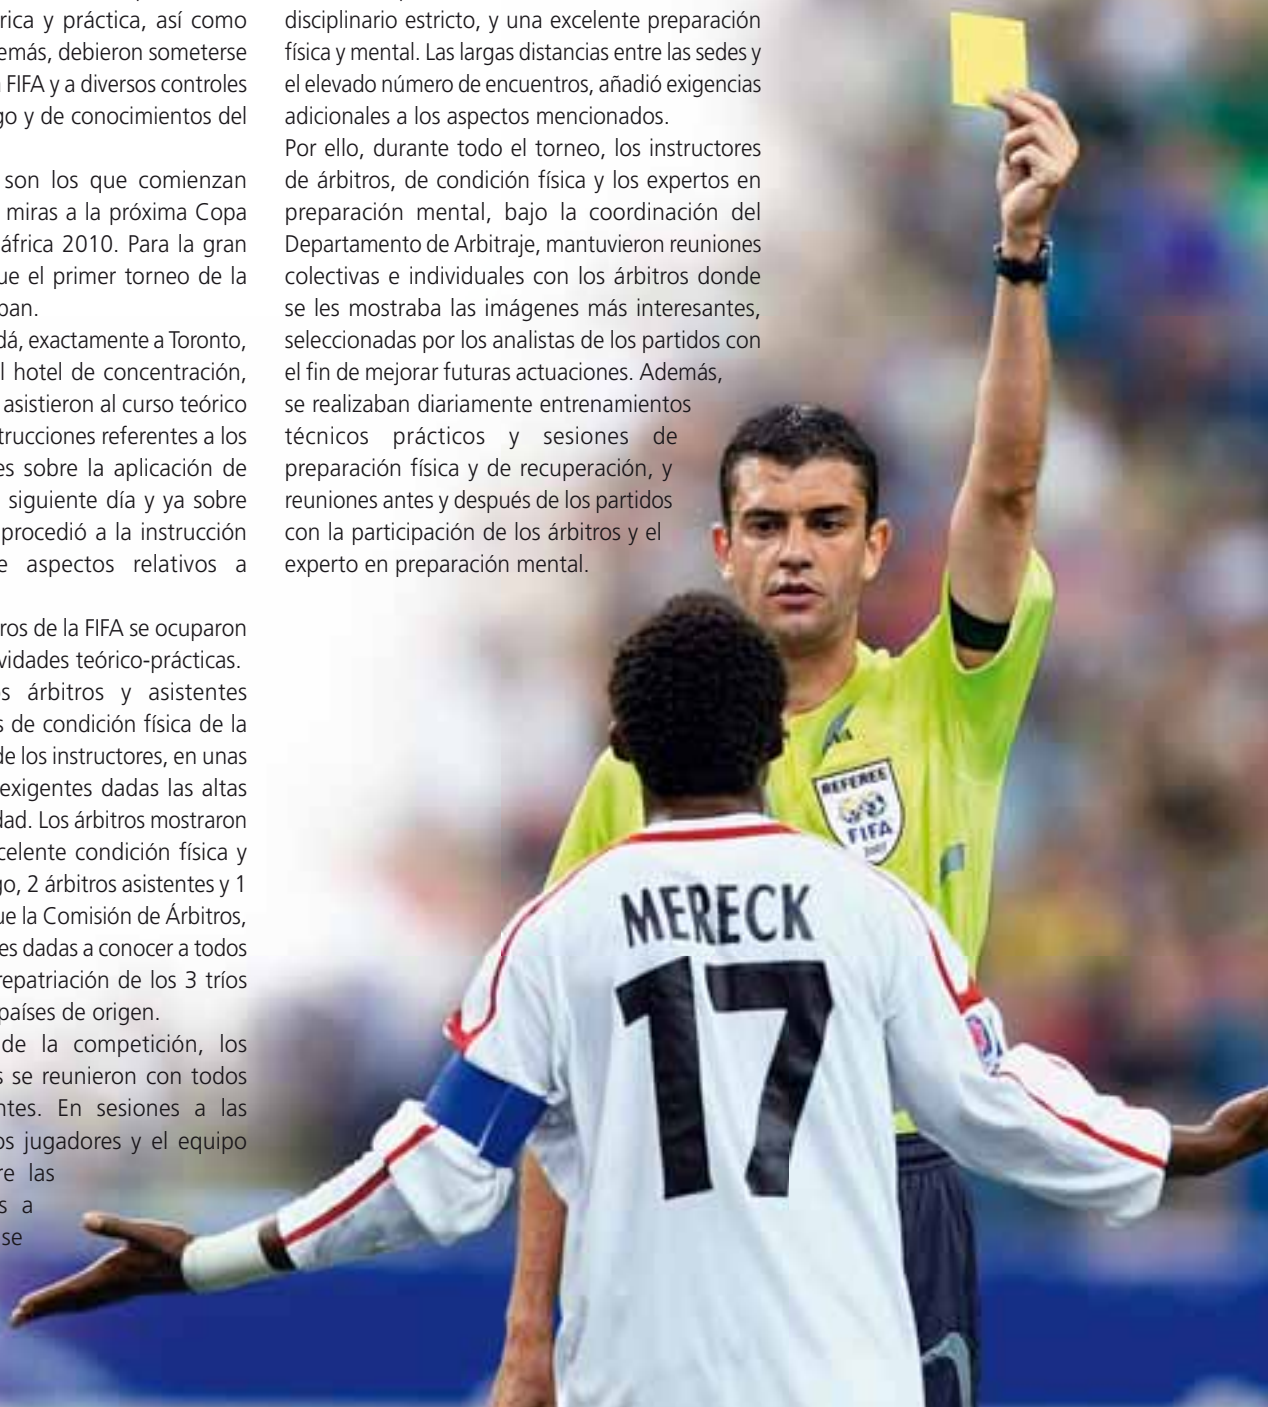 rica y práctica, así como
emás, debieron someterse
FIFA y a diversos controles
go y de conocimientos del
son los que comienzan
miras a la próxima Copa
áfrica 2010. Para la gran
ue el primer torneo de la
pan.
dá, exactamente a Toronto,
l hotel de concentración,
asistieron al curso teórico
trucciones referentes a los
es sobre la aplicación de
siguiente día y ya sobre
procedió a la instrucción
e aspectos relativos a
ros de la FIFA se ocuparon
vidades teórico-prácticas.
s árbitros y asistentes
s de condición física de la
de los instructores, en unas
exigentes dadas las altas
dad. Los árbitros mostraron
celente condición física y
go, 2 árbitros asistentes y 1
ue la Comisión de Árbitros,
es dadas a conocer a todos
repatriación de los 3 tríos
países de origen.
de la competición, los
s se reunieron con todos
ntes. En sesiones a las
os jugadores y el equipo
re las
s a
se
disciplinario estricto, y una excelente preparación
física y mental. Las largas distancias entre las sedes y
el elevado número de encuentros, añadió exigencias
adicionales a los aspectos mencionados.
Por ello, durante todo el torneo, los instructores
de árbitros, de condición física y los expertos en
preparación mental, bajo la coordinación del
Departamento de Arbitraje, mantuvieron reuniones
colectivas e individuales con los árbitros donde
se les mostraba las imágenes más interesantes,
seleccionadas por los analistas de los partidos con
el fin de mejorar futuras actuaciones. Además,
se realizaban diariamente entrenamientos
técnicos prácticos y sesiones de
preparación física y de recuperación, y
reuniones antes y después de los partidos
con la participación de los árbitros y el
experto en preparación mental.
REFEREE
FIFA
2007
MERECK
17